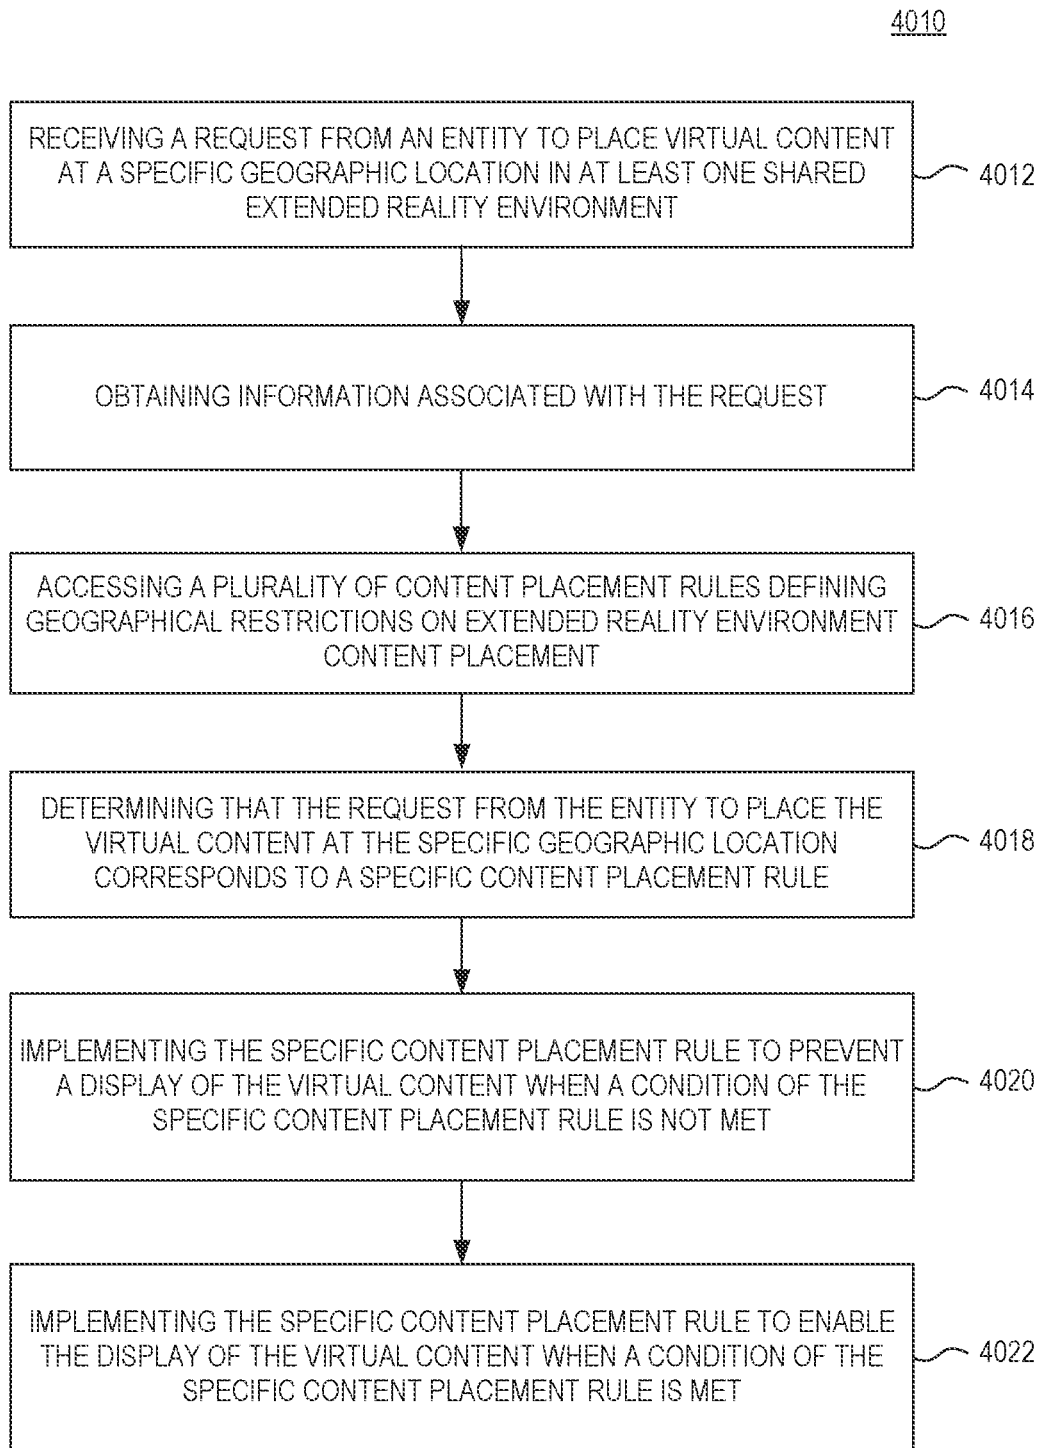 4010
RECEIVING A REQUEST FROM AN ENTITY TO PLACE VIRTUAL CONTENT
AT A SPECIFIC GEOGRAPHIC LOCATION IN AT LEAST ONE SHARED
EXTENDED REALITY ENVIRONMENT
4012
OBTAINING INFORMATION ASSOCIATED WITH THE REQUEST
4014
ACCESSING A PLURALITY OF CONTENT PLACEMENT RULES DEFINING
GEOGRAPHICAL RESTRICTIONS ON EXTENDED REALITY ENVIRONMENT
CONTENT PLACEMENT
4016
DETERMINING THAT THE REQUEST FROM THE ENTITY TO PLACE THE
VIRTUAL CONTENT AT THE SPECIFIC GEOGRAPHIC LOCATION
CORRESPONDS TO A SPECIFIC CONTENT PLACEMENT RULE
4018
IMPLEMENTING THE SPECIFIC CONTENT PLACEMENT RULE TO PREVENT
A DISPLAY OF THE VIRTUAL CONTENT WHEN A CONDITION OF THE
SPECIFIC CONTENT PLACEMENT RULE IS NOT MET
4020
IMPLEMENTING THE SPECIFIC CONTENT PLACEMENT RULE TO ENABLE
THE DISPLAY OF THE VIRTUAL CONTENT WHEN A CONDITION OF THE
SPECIFIC CONTENT PLACEMENT RULE IS MET
4022